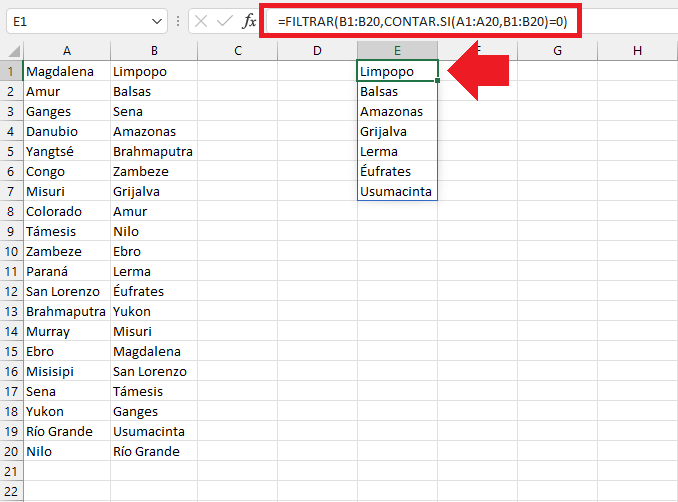 E1 fx =FILTRAR(B1:B20,CONTAR.SI(A1:A20,B1:B20)=0)
A B C D E F G H
1 Magdalena Limpopo Limpopo
2 Amur Balsas Balsas
3 Ganges Sena Amazonas
4 Danubio Amazonas Grijalva
5 Yangtsé Brahmaputra Lerma
6 Congo Zambeze Éufrates
7 Misuri Grijalva Usumacinta
8 Colorado Amur
9 Támesis Nilo
10 Zambeze Ebro
11 Paraná Lerma
12 San Lorenzo Éufrates
13 Brahmaputra Yukon
14 Murray Misuri
15 Ebro Magdalena
16 Misisipi San Lorenzo
17 Sena Támesis
18 Yukon Ganges
19 Río Grande Usumacinta
20 Nilo Río Grande
21
22